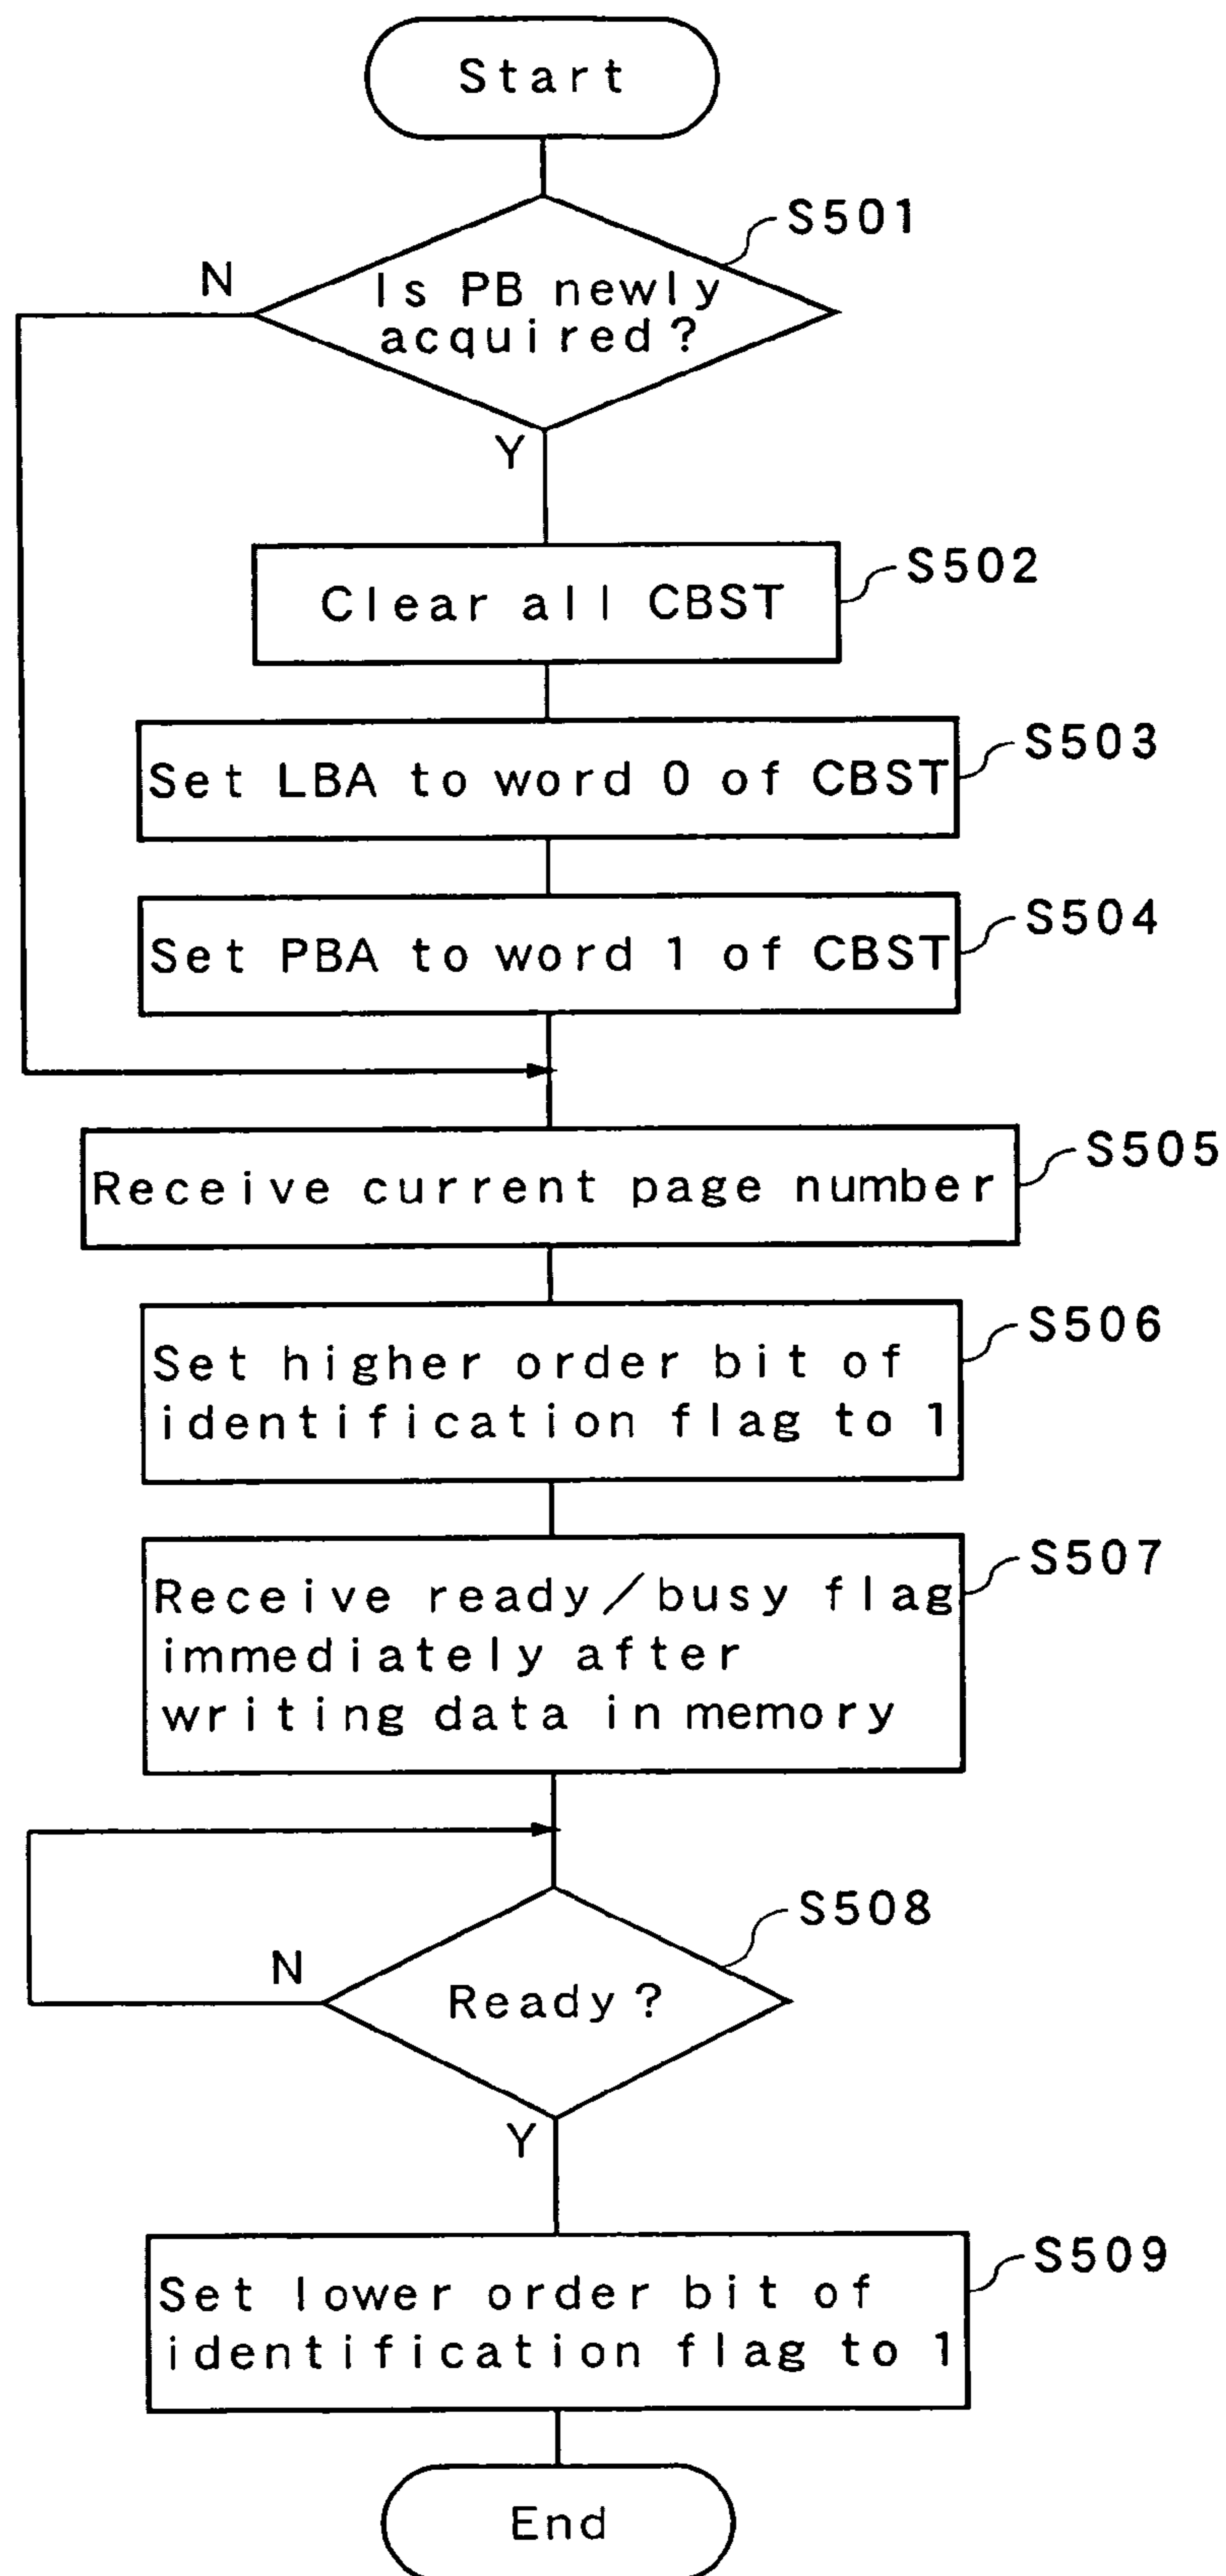 Start
S501
N
Is PB newly
acquired?
Y
S502
Clear all CBST
S503
Set LBA to word 0 of CBST
S504
Set PBA to word 1 of CBST
S505
Receive current page number
S506
Set higher order bit of
identification flag to 1
S507
Receive ready/busy flag
immediately after
writing data in memory
S508
N
Ready?
Y
S509
Set lower order bit of
identification flag to 1
End